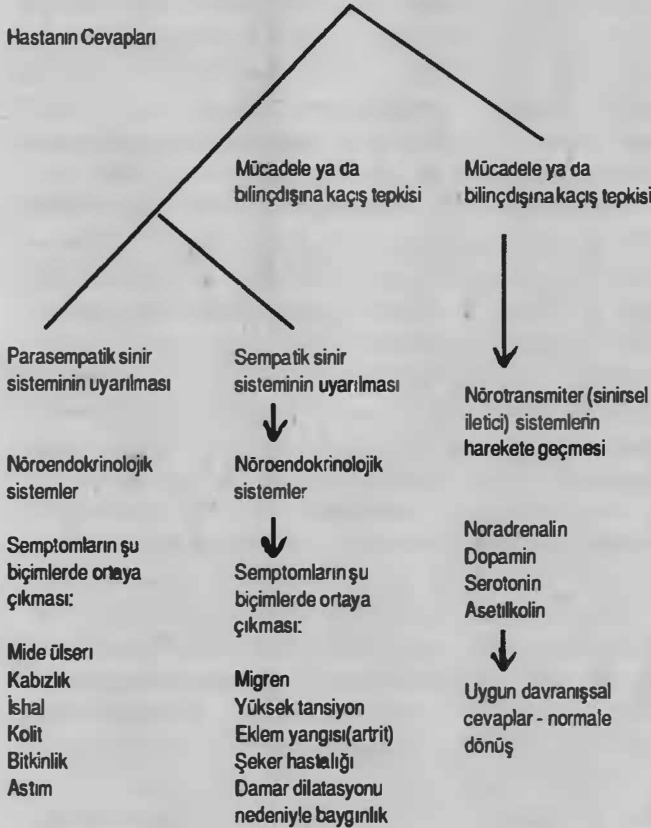 Hastanın Cevapları
Mücadele ya da
bilinçdışına kaçış tepkisi
Mücadele ya da
bilinçdışına kaçış tepkisi
Parasempatik sinir
sisteminin uyarılması
Sempatik sinir
sisteminin uyarılması
Nörotransmiter (sinirsel
iletici) sistemlerin
harekete geçmesi
Nöroendokrinolojik
sistemler
Nöroendokrinolojik
sistemler
Semptomların şu
biçimlerde ortaya
çıkması:
Semptomların şu
biçimlerde ortaya
çıkması:
Noradrenalin
Dopamin
Serotonin
Asetilkolin
Mide ülseri
Kabızlık
İshal
Kolit
Bitkinlik
Astım
Migren
Yüksek tansiyon
Eklem yangısı(artrit)
Şeker hastalığı
Damar dilatasyonu
nedeniyle baygınlık
Uygun davranışsal
cevaplar - normale
dönüş